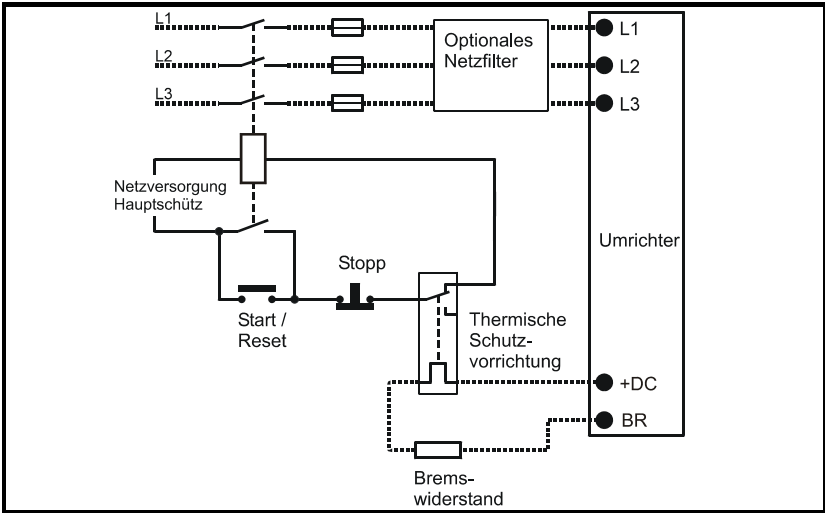 L1
L2
L3
Optionales
Netzfilter
L1
L2
L3
Netzversorgung
Hauptschütz
Umrichter
Stopp
Start /
Reset
Thermische
Schutz-
vorrichtung
+DC
BR
Brems-
widerstand